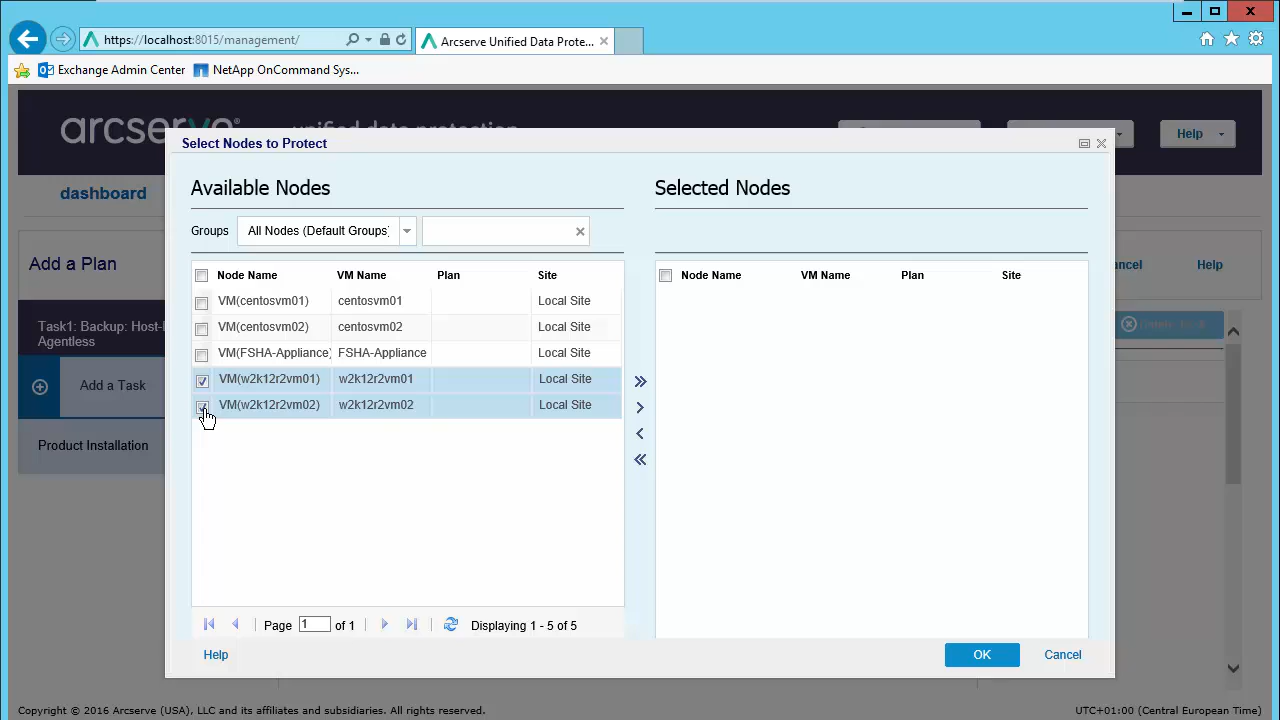 https://localhost:8015/management/
Arcserve Unified Data Prote...
Exchange Admin Center
NetApp OnCommand Sys...
arcserve®
unified data protection
Help
dashboard
Select Nodes to Protect
Available Nodes
Selected Nodes
Groups
All Nodes (Default Groups)
Add a Plan
ancel
Help
Node Name VM Name Plan Site
VM(centosvm01) centosvm01 Local Site
VM(centosvm02) centosvm02 Local Site
VM(FSHA-Appliance) FSHA-Appliance Local Site
VM(w2k12r2vm01) w2k12r2vm01 Local Site
VM(w2k12r2vm02) w2k12r2vm02 Local Site
Node Name VM Name Plan Site
Task1: Backup: Host-
Agentless
Add a Task
Product Installation
Page 1 of 1
Displaying 1 - 5 of 5
Help
OK
Cancel
Copyright © 2016 Arcserve (USA), LLC and its affiliates and subsidiaries. All rights reserved.
UTC+01:00 (Central European Time)